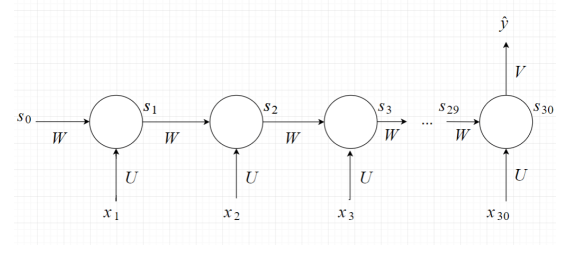 ŷ
V
s0 s1 s2 s3 ... s29 s30
W W W W W
U U U U
x1 x2 x3 x30